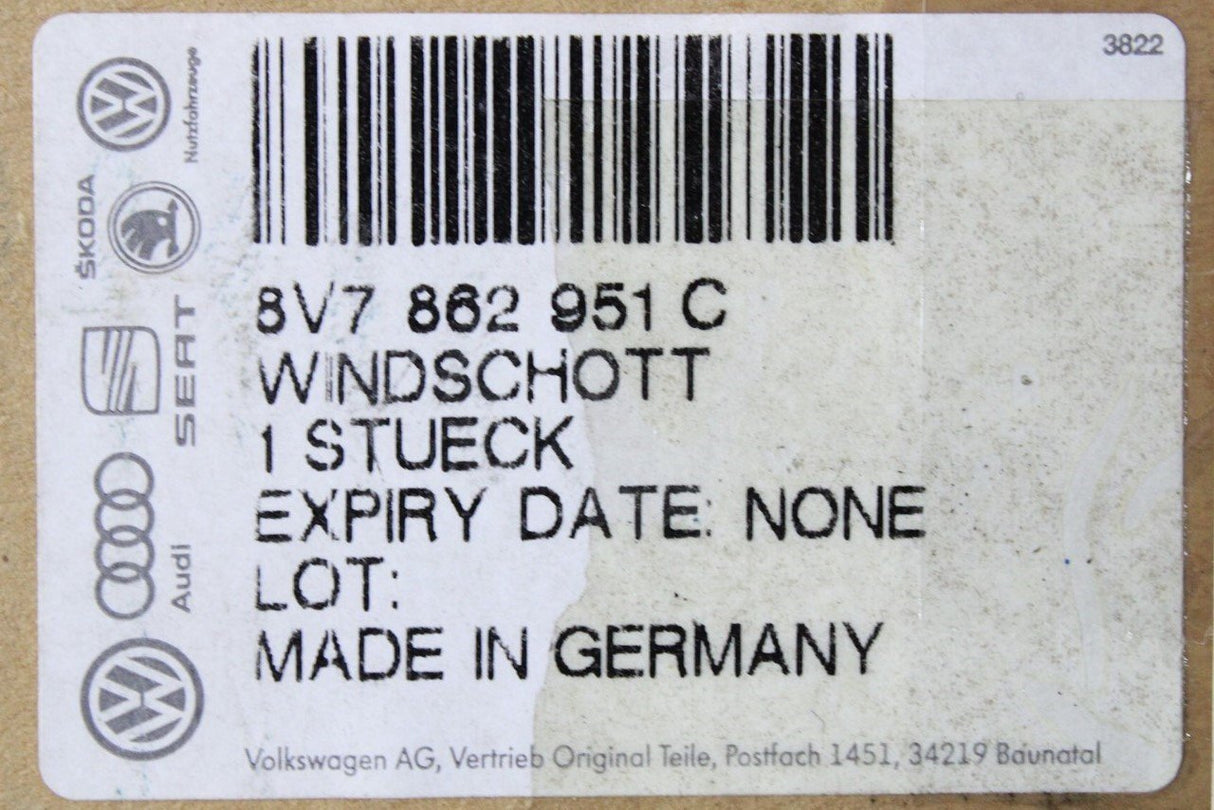 3822
Nutzfahrzeuge
ŠKODA
SEAT
Audi
8V7 862 951 C
WINDSCHOTT
1 STUECK
EXPIRY DATE: NONE
LOT:
MADE IN GERMANY
Volkswagen AG, Vertrieb Original Teile, Postfach 1451, 34219 Baunatal